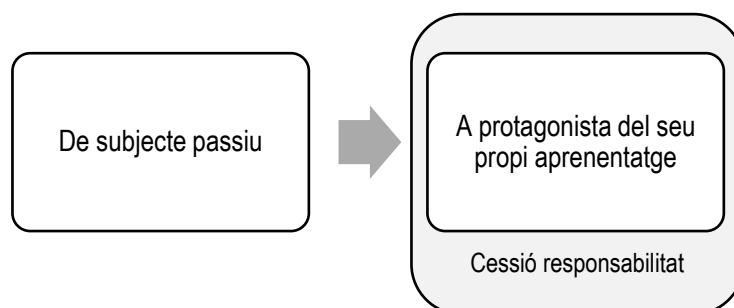 De subjecte passiu
A protagonista del seu
propi aprenentatge
Cessió responsabilitat